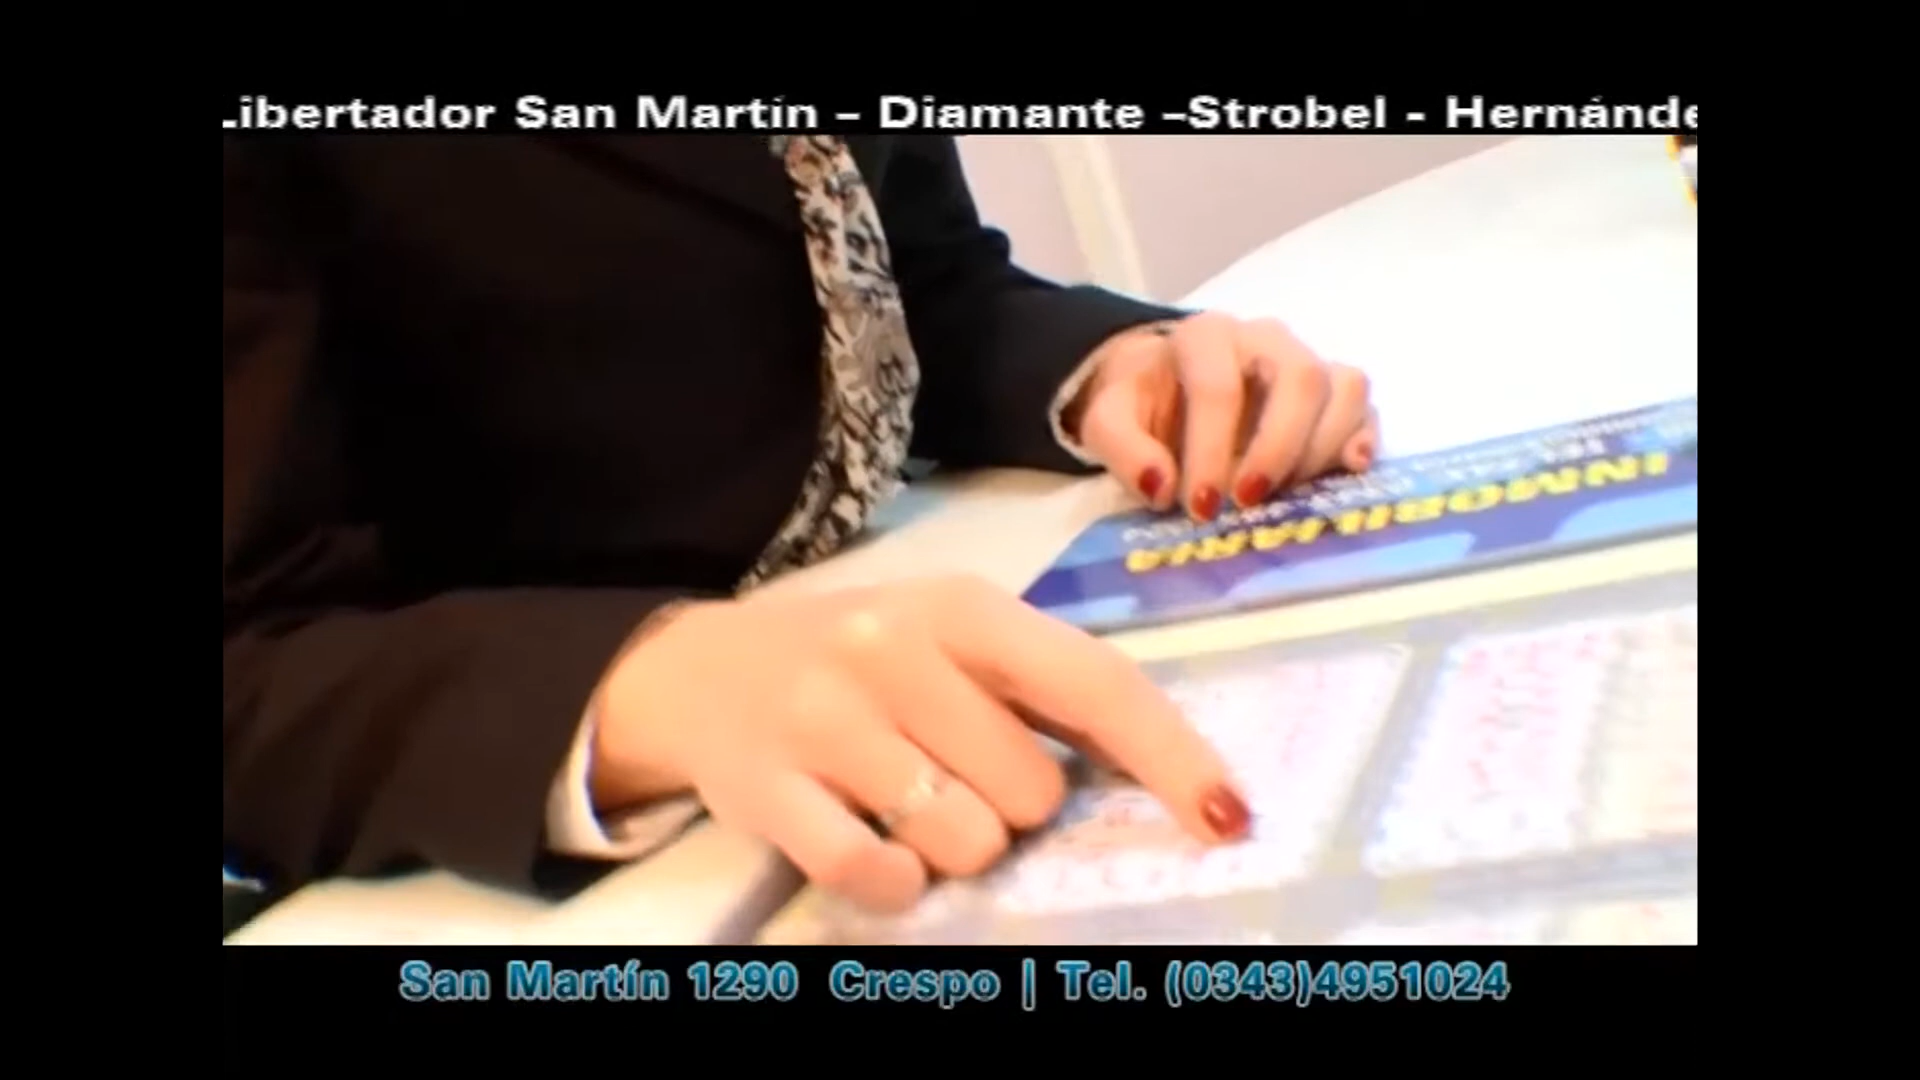 Libertador San Martín – Diamante –Strobel - Hernánde
INMOBILIARIA
San Martín 1290 Crespo | Tel. (0343)4951024